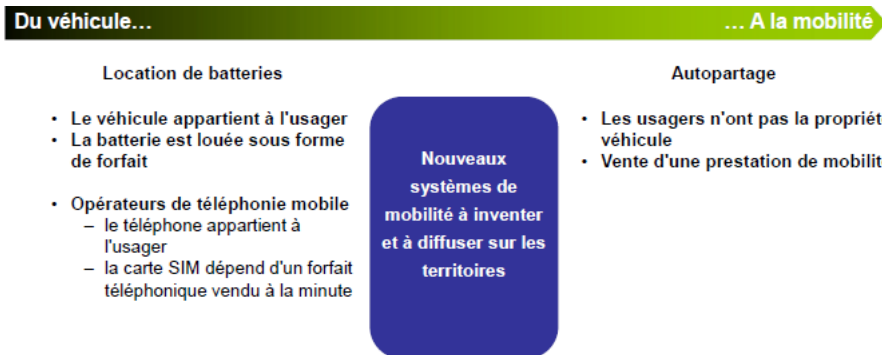 Du véhicule…
… A la mobilité
Location de batteries
• Le véhicule appartient à l'usager
• La batterie est louée sous forme
de forfait
• Opérateurs de téléphonie mobile
– le téléphone appartient à
l'usager
– la carte SIM dépend d'un forfait
téléphonique vendu à la minute
Nouveaux
systèmes de
mobilité à inventer
et à diffuser sur les
territoires
Autopartage
• Les usagers n'ont pas la propriét
véhicule
• Vente d'une prestation de mobilit